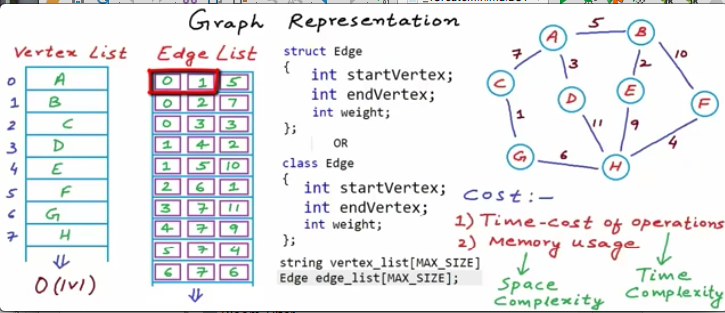 Graph Representation
Vertex List
0 A
1 B
2 C
3 D
4 E
5 F
6 G
7 H
O(|V|)
Edge List
0 1 5
0 2 7
0 3 3
1 4 2
1 5 10
2 6 1
3 7 11
4 7 9
5 7 4
6 7 6
struct Edge
{
int startVertex;
int endVertex;
int weight;
};
OR
class Edge
{
int startVertex;
int endVertex;
int weight;
};
string vertex_list[MAX_SIZE]
Edge edge_list[MAX_SIZE];
A 5 B
7 3 2 10
C D E F
1 11 9 4
G 6 H
Cost:-
1) Time-cost of operations
2) Memory usage
Space Complexity
Time Complexity